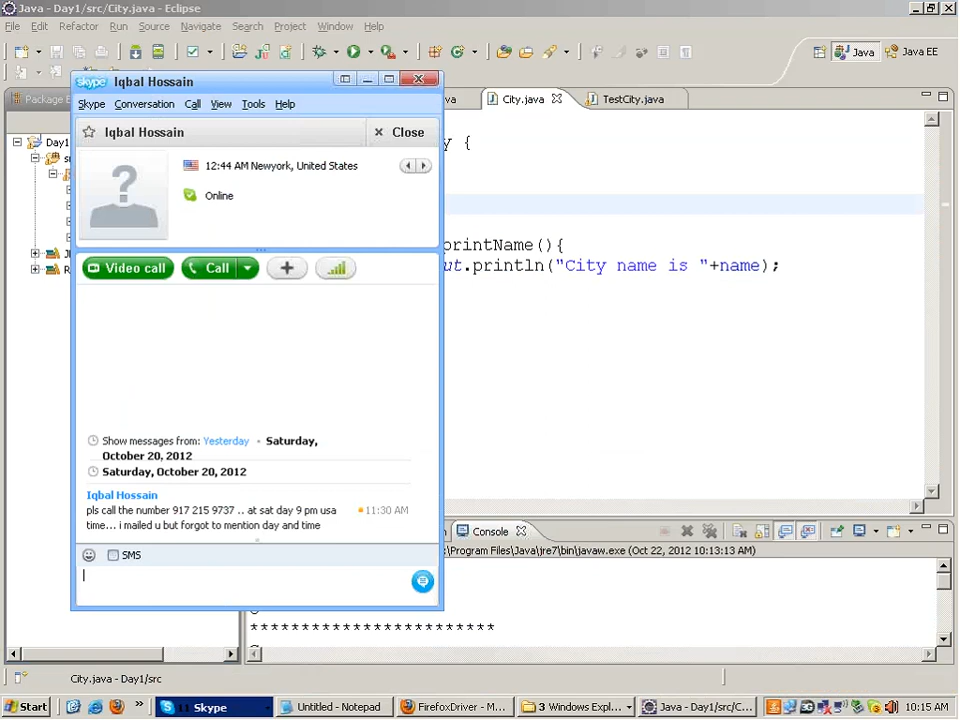 Java - Day1/src/City.java - Eclipse
File Edit Refactor Source Navigate Search Project Run Window Help
Java
Java EE
Package E
City.java
TestCity.java
Day1
skype Iqbal Hossain
Skype Conversation Call View Tools Help
Iqbal Hossain
Close
12:44 AM Newyork, United States
Online
Video call
Call
{
printName(){
ut.println("City name is "+name);
Show messages from: Yesterday • Saturday,
October 20, 2012
Saturday, October 20, 2012
Iqbal Hossain
pls call the number 917 215 9737 .. at sat day 9 pm usa
time... i mailed u but forgot to mention day and time
11:30 AM
SMS
Console
:\Program Files\Java\jre7\bin\javaw.exe (Oct 22, 2012 10:13:13 AM)
************************
City.java - Day1/src
Start
Skype
Untitled - Notepad
FirefoxDriver - M...
3 Windows Expl...
Java - Day1/src/C...
10:15 AM